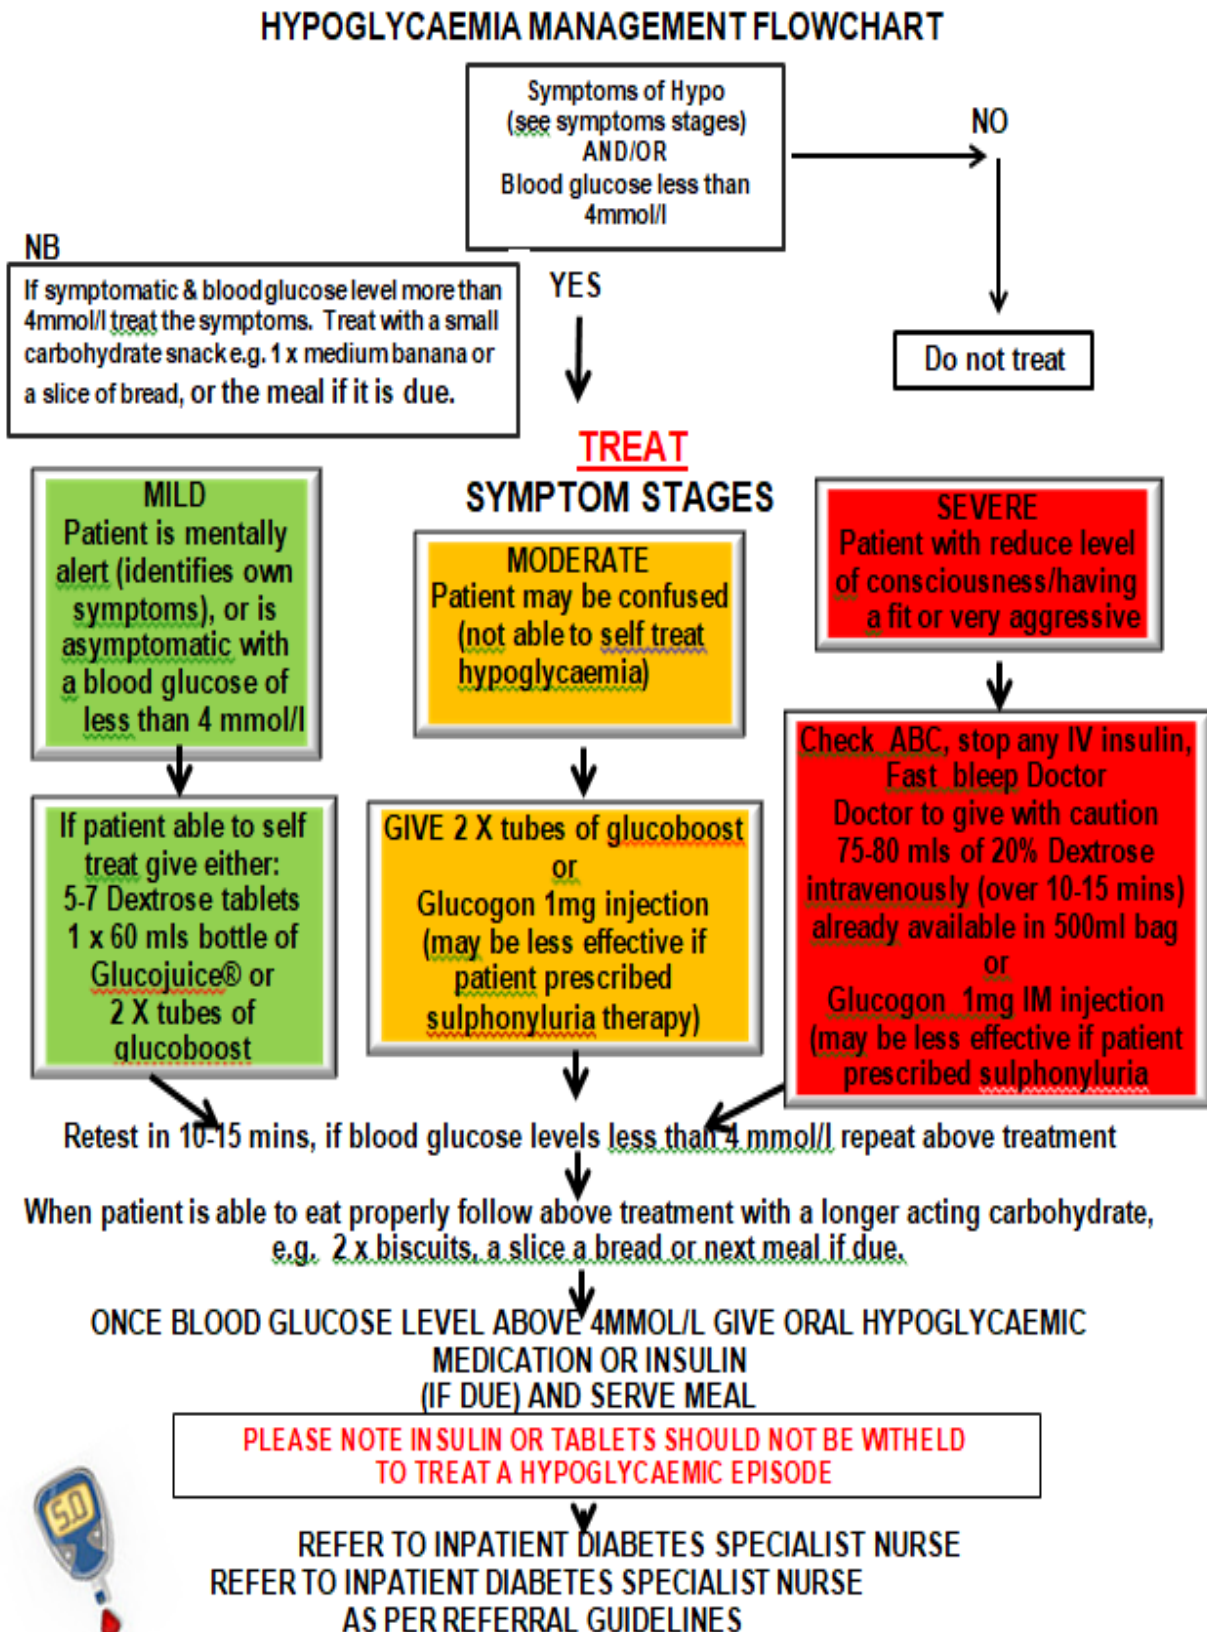 HYPOGLYCAEMIA MANAGEMENT FLOWCHART
Symptoms of Hypo
(see symptoms stages)
AND/OR
Blood glucose less than
4mmol/l
NO
Do not treat
NB
If symptomatic & blood glucose level more than
4mmol/l treat the symptoms. Treat with a small
carbohydrate snack e.g. 1 x medium banana or
a slice of bread, or the meal if it is due.
YES
TREAT
SYMPTOM STAGES
MILD
Patient is mentally
alert (identifies own
symptoms), or is
asymptomatic with
a blood glucose of
less than 4 mmol/l
If patient able to self
treat give either:
5-7 Dextrose tablets
1 x 60 mls bottle of
Glucojuice® or
2 X tubes of
glucoboost
MODERATE
Patient may be confused
(not able to self treat
hypoglycaemia)
GIVE 2 X tubes of glucoboost
or
Glucogon 1mg injection
(may be less effective if
patient prescribed
sulphonyluria therapy)
SEVERE
Patient with reduce level
of consciousness/having
a fit or very aggressive
Check ABC, stop any IV insulin,
Fast bleep Doctor
Doctor to give with caution
75-80 mls of 20% Dextrose
intravenously (over 10-15 mins)
already available in 500ml bag
or
Glucogon 1mg IM injection
(may be less effective if patient
prescribed sulphonyluria
Retest in 10-15 mins, if blood glucose levels less than 4 mmol/l repeat above treatment
When patient is able to eat properly follow above treatment with a longer acting carbohydrate,
e.g. 2 x biscuits, a slice a bread or next meal if due.
ONCE BLOOD GLUCOSE LEVEL ABOVE 4MMOL/L GIVE ORAL HYPOGLYCAEMIC
MEDICATION OR INSULIN
(IF DUE) AND SERVE MEAL
PLEASE NOTE INSULIN OR TABLETS SHOULD NOT BE WITHELD
TO TREAT A HYPOGLYCAEMIC EPISODE
5.0
REFER TO INPATIENT DIABETES SPECIALIST NURSE
REFER TO INPATIENT DIABETES SPECIALIST NURSE
AS PER REFERRAL GUIDELINES